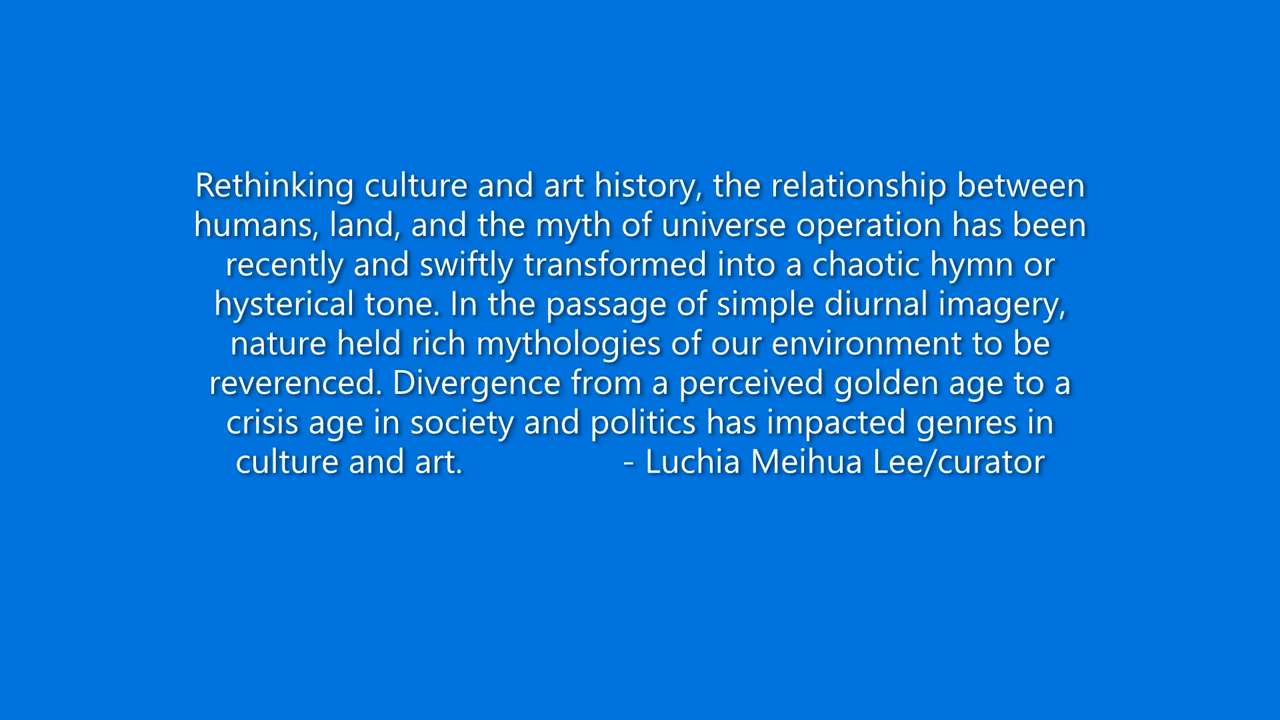 Rethinking culture and art history, the relationship between
humans, land, and the myth of universe operation has been
recently and swiftly transformed into a chaotic hymn or
hysterical tone. In the passage of simple diurnal imagery,
nature held rich mythologies of our environment to be
reverenced. Divergence from a perceived golden age to a
crisis age in society and politics has impacted genres in
culture and art. - Luchia Meihua Lee/curator